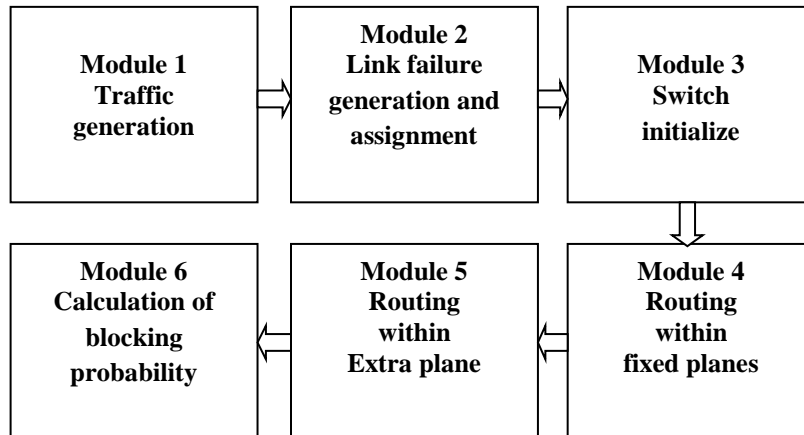 Module 1
Traffic
generation
Module 2
Link failure
generation and
assignment
Module 3
Switch
initialize
Module 4
Routing
within
fixed planes
Module 5
Routing
within
Extra plane
Module 6
Calculation of
blocking
probability